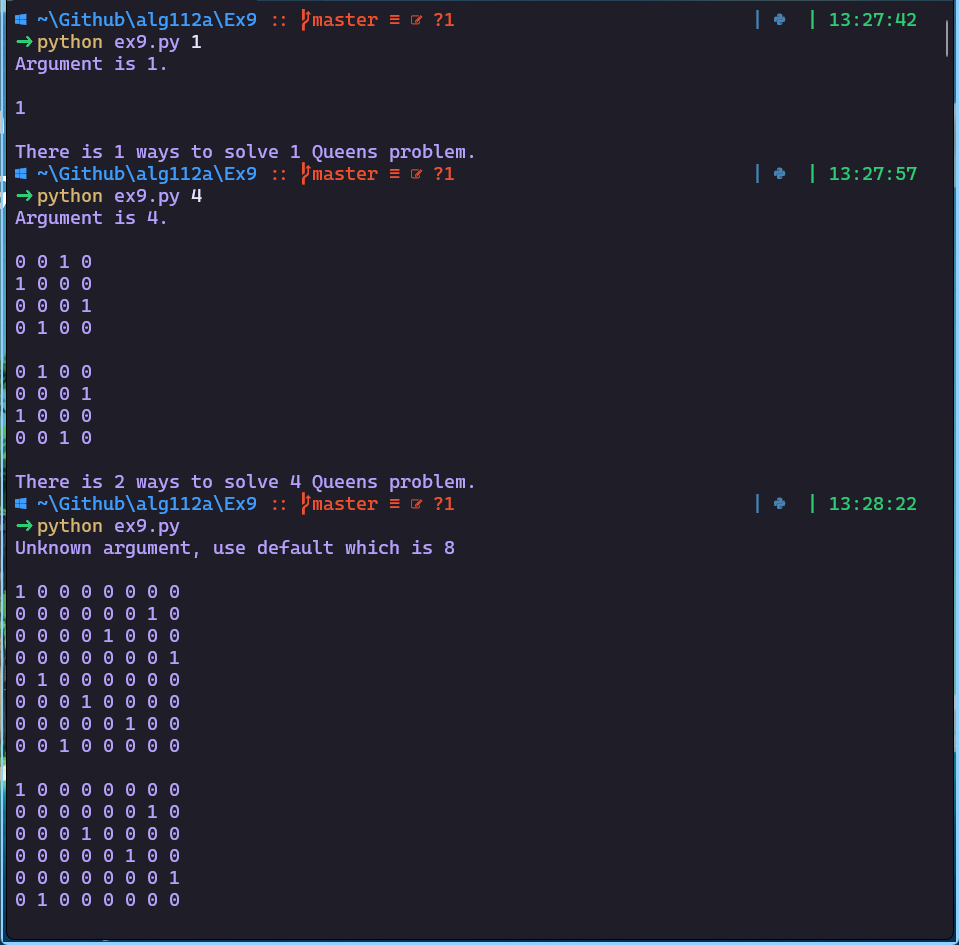 ~\Github\alg112a\Ex9 :: master ≡ ?1 | | 13:27:42
→python ex9.py 1
Argument is 1.
1
There is 1 ways to solve 1 Queens problem.
~\Github\alg112a\Ex9 :: master ≡ ?1 | | 13:27:57
→python ex9.py 4
Argument is 4.
0 0 1 0
1 0 0 0
0 0 0 1
0 1 0 0
0 1 0 0
0 0 0 1
1 0 0 0
0 0 1 0
There is 2 ways to solve 4 Queens problem.
~\Github\alg112a\Ex9 :: master ≡ ?1 | | 13:28:22
→python ex9.py
Unknown argument, use default which is 8
1 0 0 0 0 0 0 0
0 0 0 0 0 0 1 0
0 0 0 0 1 0 0 0
0 0 0 0 0 0 0 1
0 1 0 0 0 0 0 0
0 0 0 1 0 0 0 0
0 0 0 0 0 1 0 0
0 0 1 0 0 0 0 0
1 0 0 0 0 0 0 0
0 0 0 0 0 0 1 0
0 0 0 1 0 0 0 0
0 0 0 0 0 1 0 0
0 0 0 0 0 0 0 1
0 1 0 0 0 0 0 0